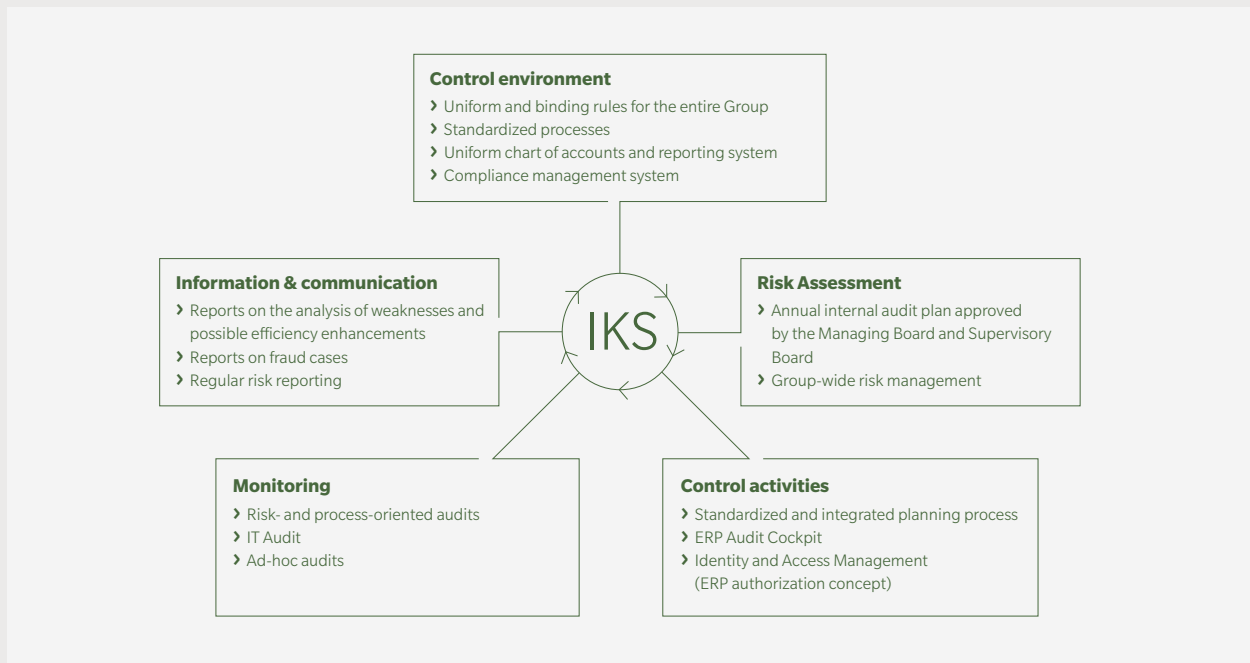 Control environment
› Uniform and binding rules for the entire Group
› Standardized processes
› Uniform chart of accounts and reporting system
› Compliance management system
Information & communication
› Reports on the analysis of weaknesses and
possible efficiency enhancements
› Reports on fraud cases
› Regular risk reporting
IKS
Risk Assessment
› Annual internal audit plan approved
by the Managing Board and Supervisory
Board
› Group-wide risk management
Monitoring
› Risk- and process-oriented audits
› IT Audit
› Ad-hoc audits
Control activities
› Standardized and integrated planning process
› ERP Audit Cockpit
› Identity and Access Management
(ERP authorization concept)